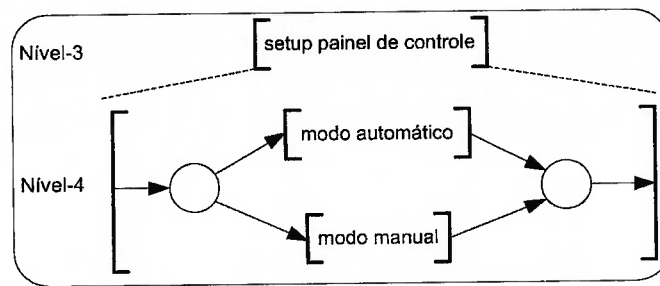 Nível-3
setup painel de controle
modo automático
Nível-4
modo manual